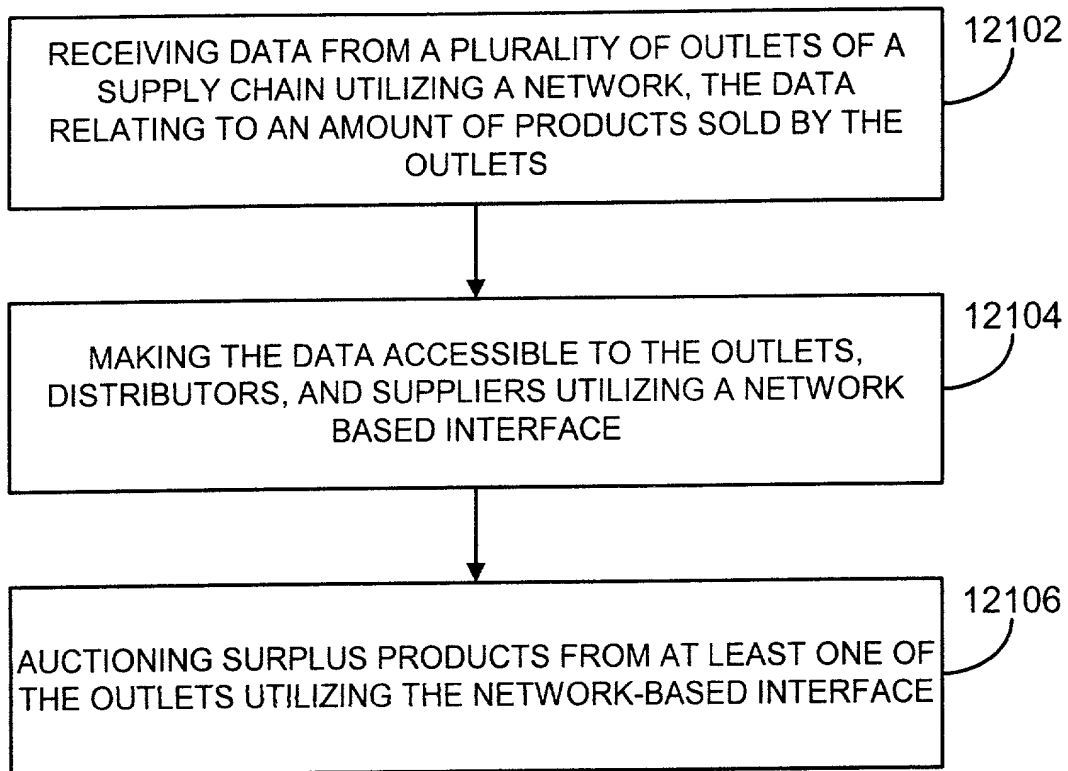 RECEIVING DATA FROM A PLURALITY OF OUTLETS OF A
SUPPLY CHAIN UTILIZING A NETWORK, THE DATA
RELATING TO AN AMOUNT OF PRODUCTS SOLD BY THE
OUTLETS
12102
MAKING THE DATA ACCESSIBLE TO THE OUTLETS,
DISTRIBUTORS, AND SUPPLIERS UTILIZING A NETWORK
BASED INTERFACE
12104
AUCTIONING SURPLUS PRODUCTS FROM AT LEAST ONE OF
THE OUTLETS UTILIZING THE NETWORK-BASED INTERFACE
12106